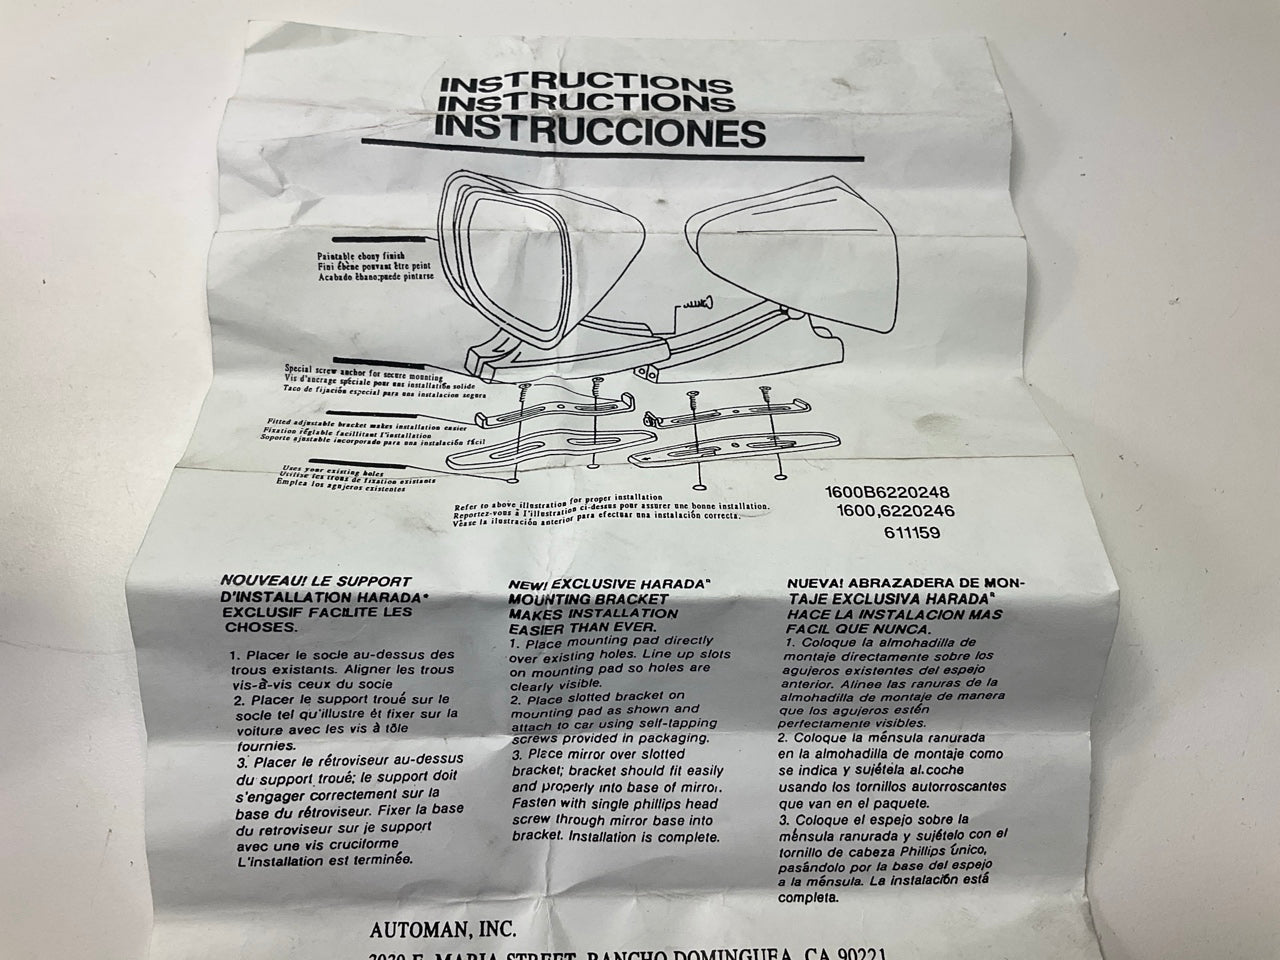 INSTRUCTIONS
INSTRUCTIONS
INSTRUCCIONES
Paintable ebony finish
Fini ébène pouvant être peint
Acabado ébano;puede pintarse
Special screw anchor for secure mounting
Vis d'ancrage spéciale pour une installation solide
Taco de fijación especial para una instalacion segura
Fitted adjustable bracket makes installation easier
Fixation réglable facillitant l'installation
Soporte ajustable incorporado para una instalación fácil
Uses your existing holes
Utilise les trous de fixation existants
Emplea los agujeros existentes
Refer to above illustration for proper installation
Reportez-vous à l'illustration ci-dessus pour assurer une bonne installation.
Véase la ilustración anterior para efectuar una instalación correcta.
1600B6220248
1600,6220246
611159
NOUVEAU! LE SUPPORT
D'INSTALLATION HARADA®
EXCLUSIF FACILITE LES
CHOSES.
1. Placer le socle au-dessus des
trous existants. Aligner les trous
vis-à-vis ceux du socie
2. Placer le support troué sur le
socle tel qu'illustre ét fixer sur la
voiture avec les vis à tôle
fournies.
3. Placer le rétroviseur au-dessus
du support troué; le support doit
s'engager correctement sur la
base du rétroviseur. Fixer la base
du retroviseur sur je support
avec une vis cruciforme
L'Installation est terminée.
NEW! EXCLUSIVE HARADA®
MOUNTING BRACKET
MAKES INSTALLATION
EASIER THAN EVER.
1. Place mounting pad directly
over existing holes. Line up slots
on mounting pad so holes are
clearly visible.
2. Place slotted bracket on
mounting pad as shown and
attach to car using self-tapping
screws provided in packaging.
3. Place mirror over slotted
bracket; bracket should fit easily
and properly into base of mirror.
Fasten with single phillips head
screw through mirror base into
bracket. Installation is complete.
NUEVA! ABRAZADERA DE MON-
TAJE EXCLUSIVA HARADA®
HACE LA INSTALACION MAS
FACIL QUE NUNCA.
1. Coloque la almohadilla de
montaje directamente sobre los
agujeros existentes del espejo
anterior. Alinee las ranuras de la
almohadilla de montaje de manera
que los agujeros estén
perfectamente visibles.
2. Coloque la ménsula ranurada
en la almohadilla de montaje como
se indica y sujétela al.coche
usando los tornillos autorroscantes
que van en el paquete.
3. Coloque el espejo sobre la
ménsula ranurada y sujételo con el
tornillo de cabeza Phillips único,
pasándolo por la base del espejo
a la ménsula. La instalación está
completa.
AUTOMAN, INC.
2020 E. MARIA STREET, RANCHO DOMINGUEA, CA 90221